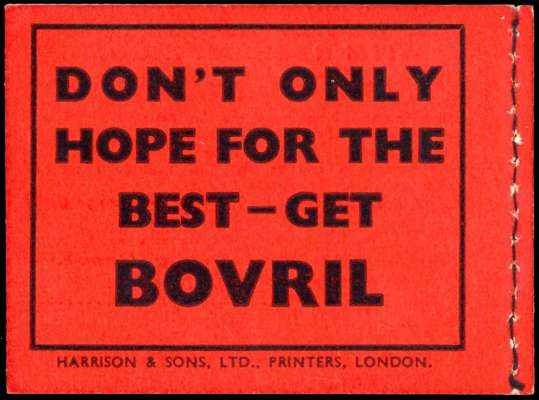 DON'T ONLY
HOPE FOR THE
BEST – GET
BOVRIL
HARRISON & SONS, LTD., PRINTERS, LONDON.